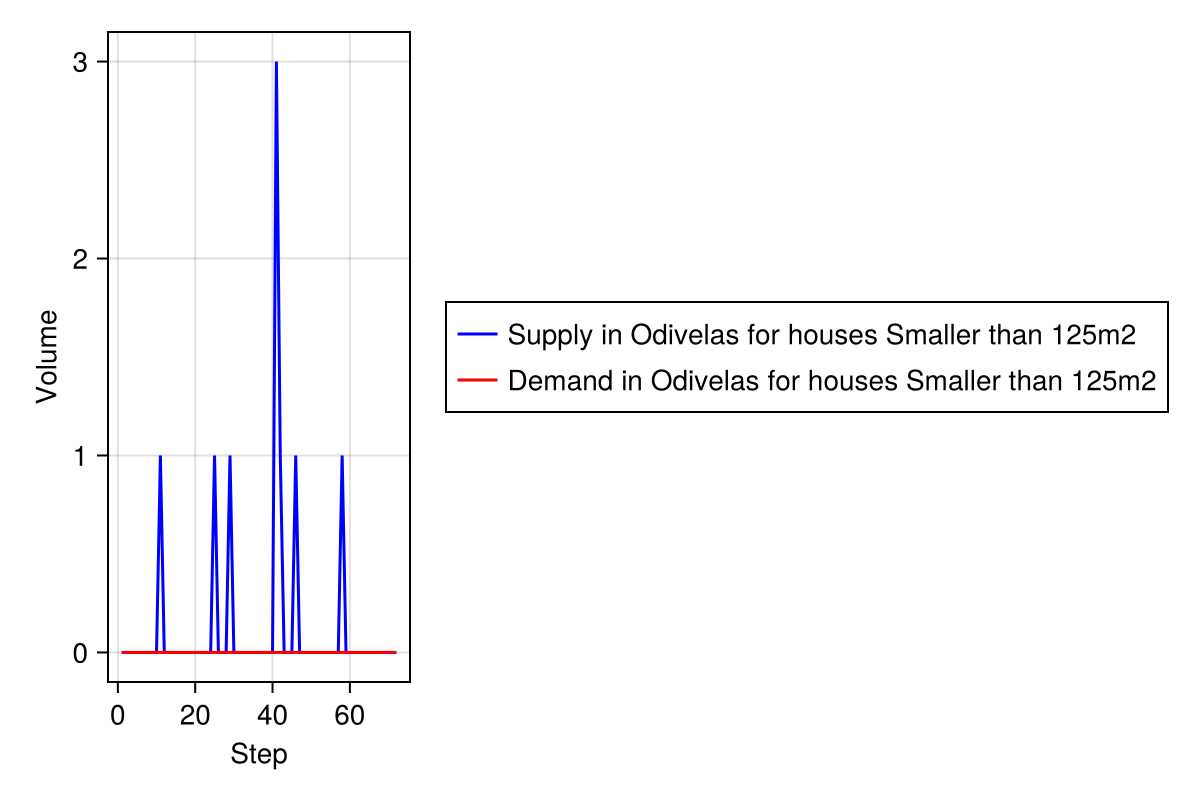 3
2
1
0
Volume
0 20 40 60
Step
Supply in Odivelas for houses Smaller than 125m2
Demand in Odivelas for houses Smaller than 125m2